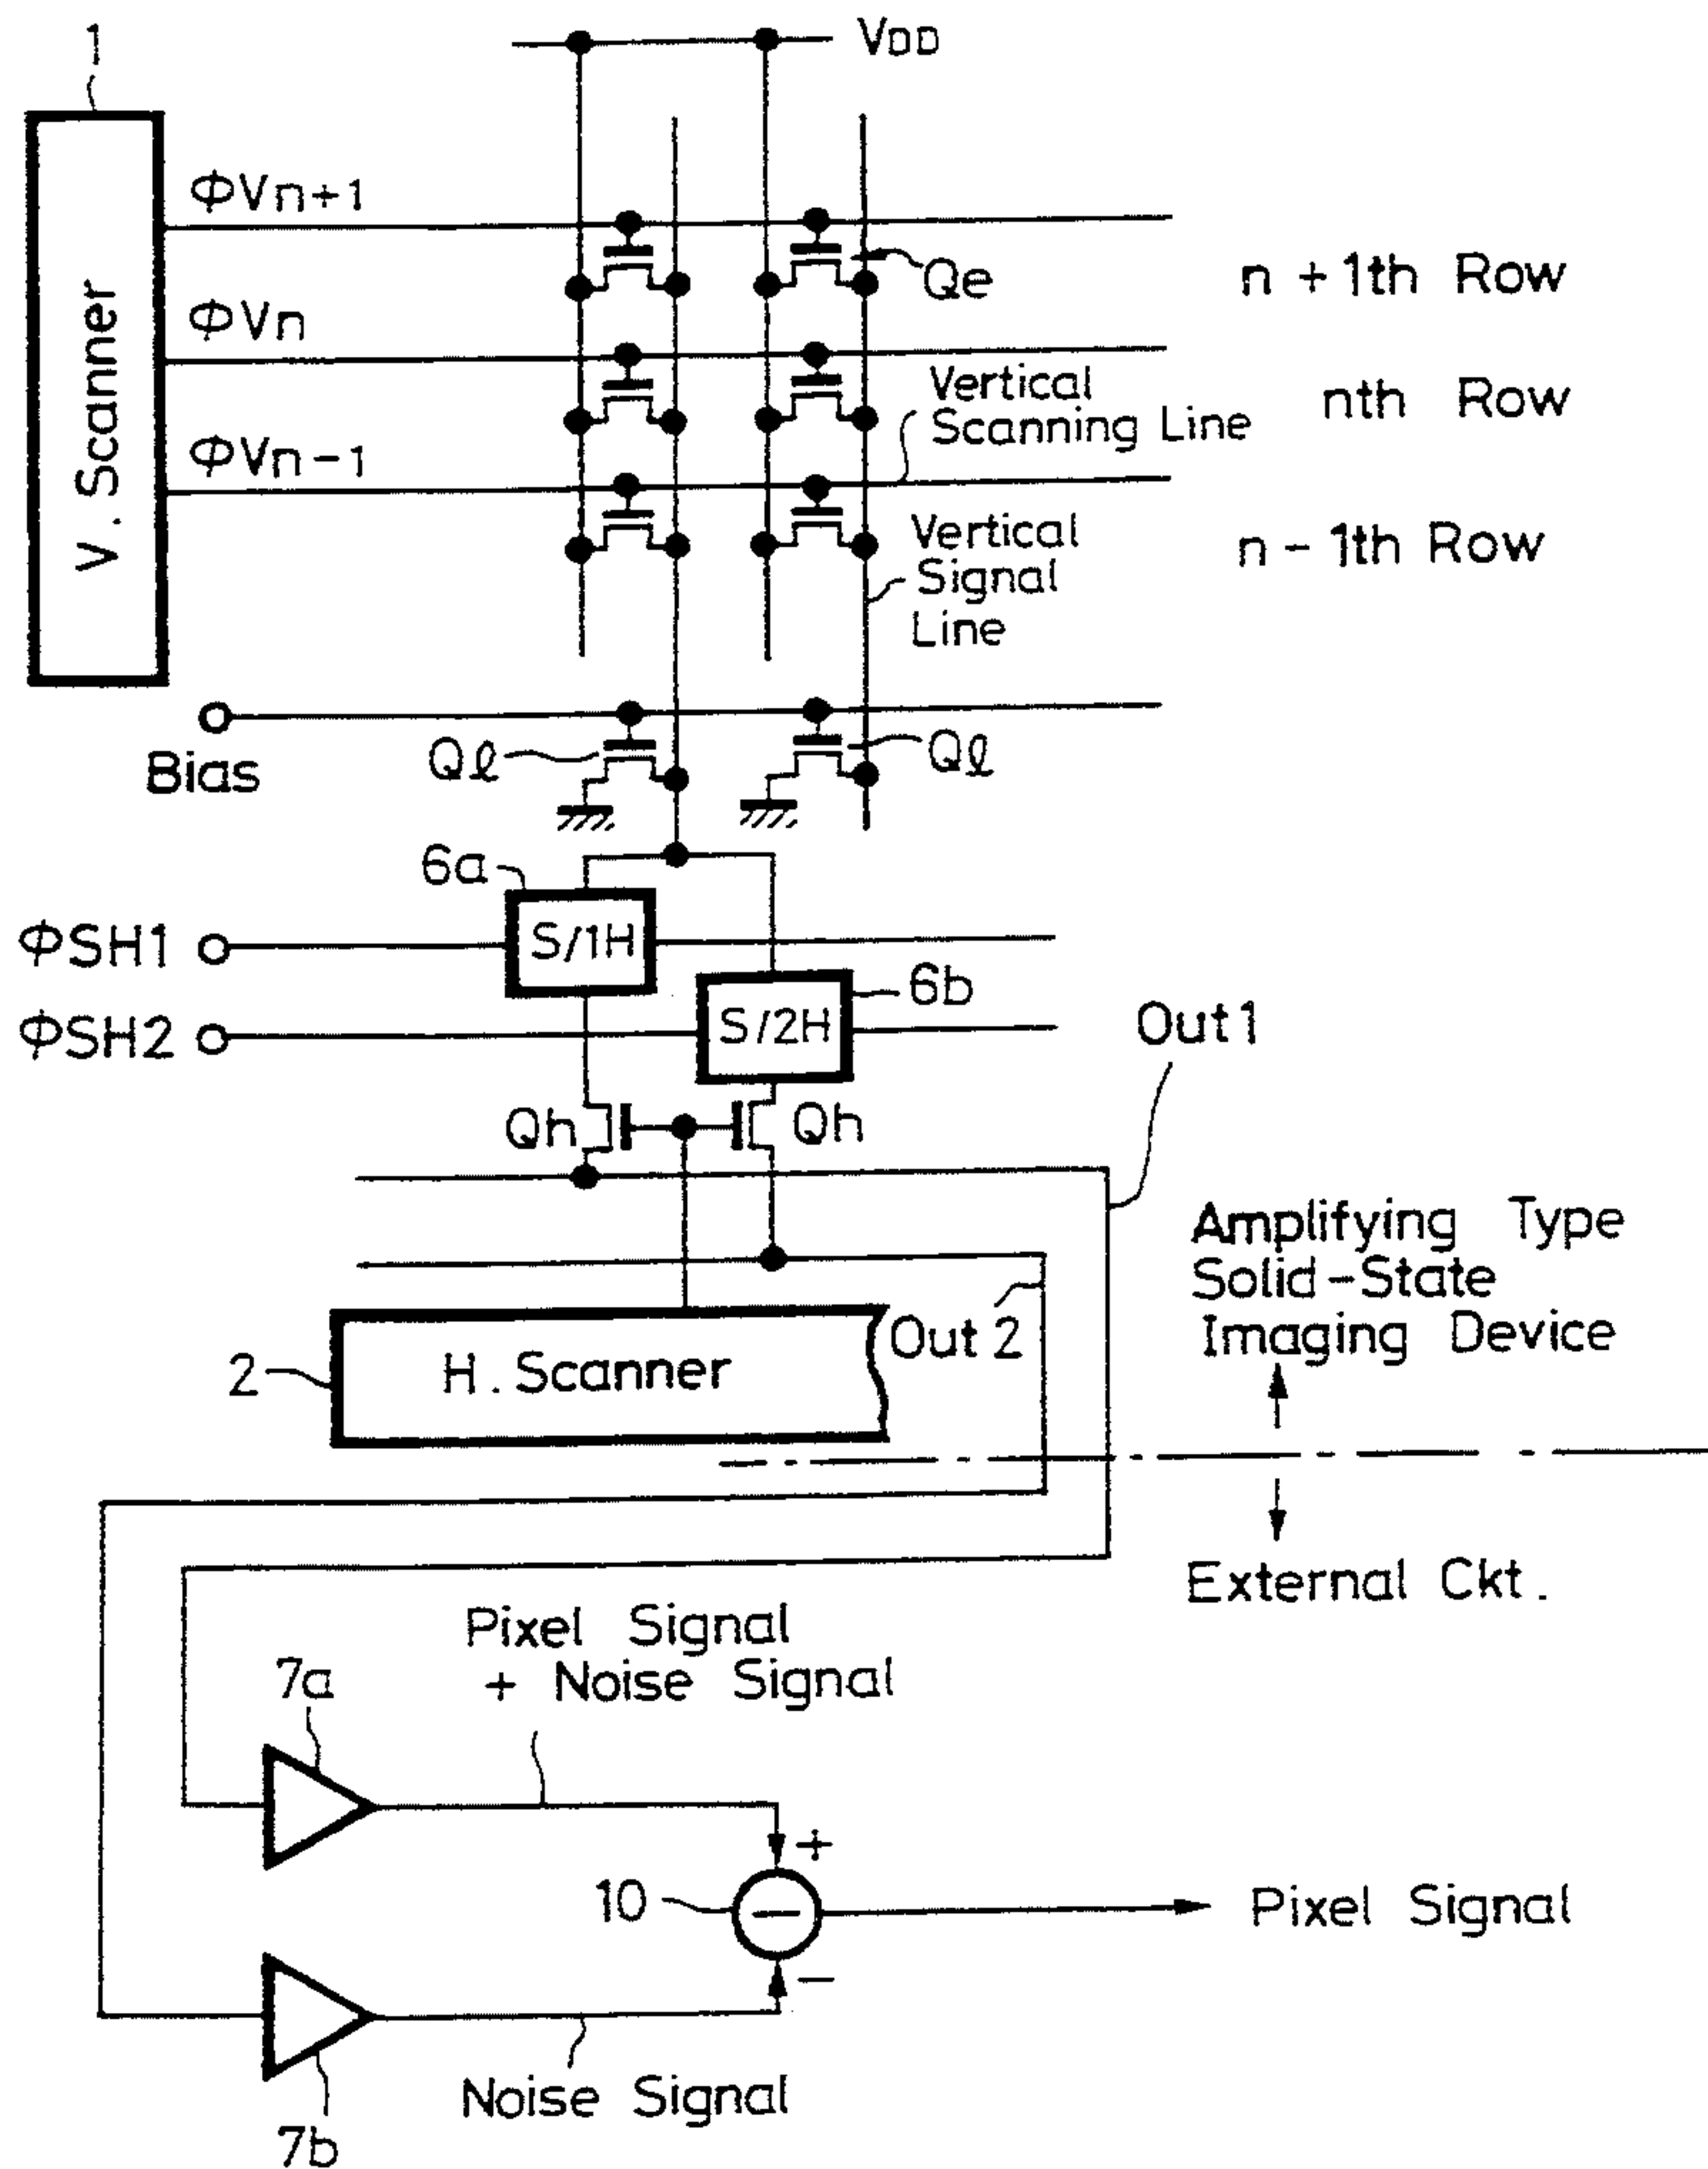 1
VDD
ΦVn+1
Qe
n + 1th Row
ΦVn
Vertical
Scanning Line
nth Row
V. Scanner
ΦVn-1
Vertical
Signal
Line
n - 1th Row
Bias
Qℓ
Qℓ
6a
ΦSH1
S/1H
6b
ΦSH2
S/2H
Out1
Qh
Qh
Amplifying Type
Solid-State
Imaging Device
Out 2
2
H. Scanner
External Ckt.
Pixel Signal
+ Noise Signal
7a
+
10
−
Pixel Signal
−
Noise Signal
7b